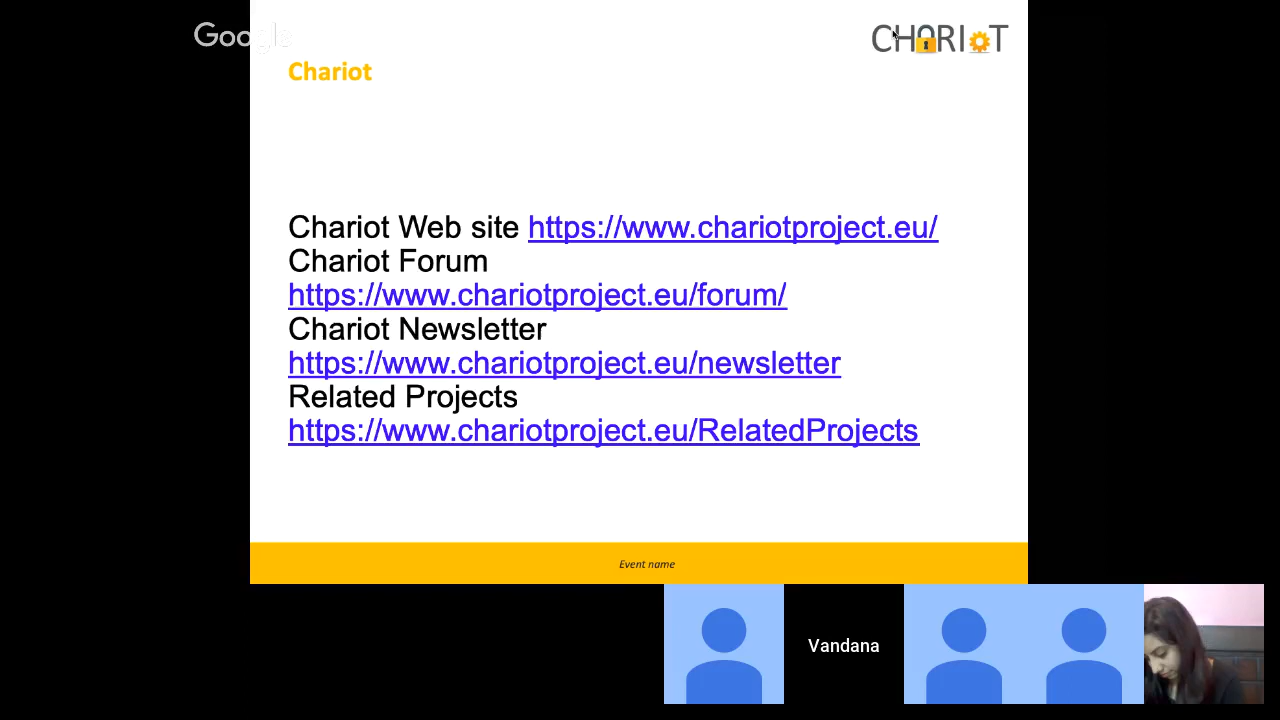 Google
CHARIOT
Chariot
Chariot Web site https://www.chariotproject.eu/
Chariot Forum
https://www.chariotproject.eu/forum/
Chariot Newsletter
https://www.chariotproject.eu/newsletter
Related Projects
https://www.chariotproject.eu/RelatedProjects
Event name
Vandana